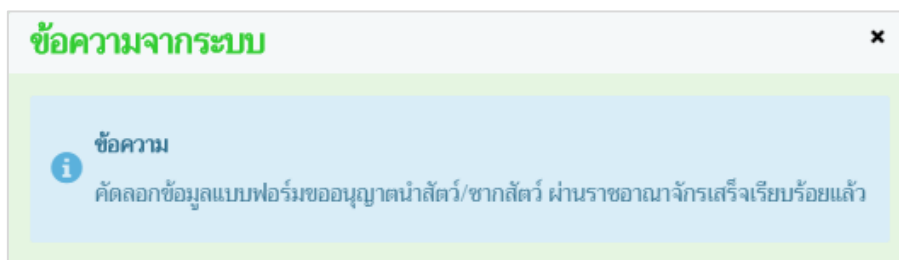 ข้อความจากระบบ
ข้อความ
คัดลอกข้อมูลแบบฟอร์มขออนุญาตนำสัตว์/ซากสัตว์ ผ่านราชอาณาจักรเสร็จเรียบร้อยแล้ว